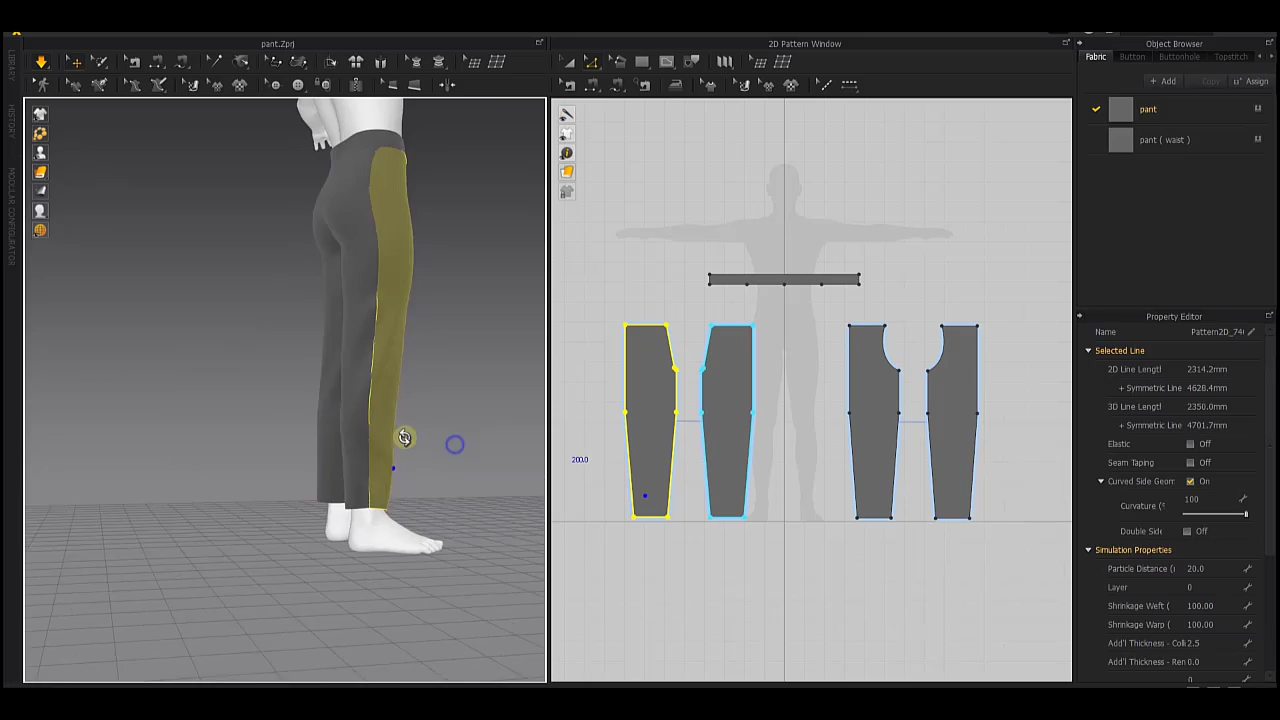 pant.Zprj
2D Pattern Window
Object Browser
LIBRARY
HISTORY
MODULAR CONFIGURATOR
Fabric
Button
Buttonhole
Topstitch
+ Add
Copy
Assign
pant
pant ( waist )
200.0
Property Editor
Name Pattern2D_74
Selected Line
2D Line Lengtl 2314.2mm
+ Symmetric Line 4628.4mm
3D Line Lengtl 2350.0mm
+ Symmetric Line 4701.7mm
Elastic Off
Seam Taping Off
Curved Side Geom On
Curvature (% 100
Double Side Off
Simulation Properties
Particle Distance ( 20.0
Layer 0
Shrinkage Weft ( 100.00
Shrinkage Warp ( 100.00
Add'l Thickness - Colli 2.5
Add'l Thickness - Ren 0.0
0